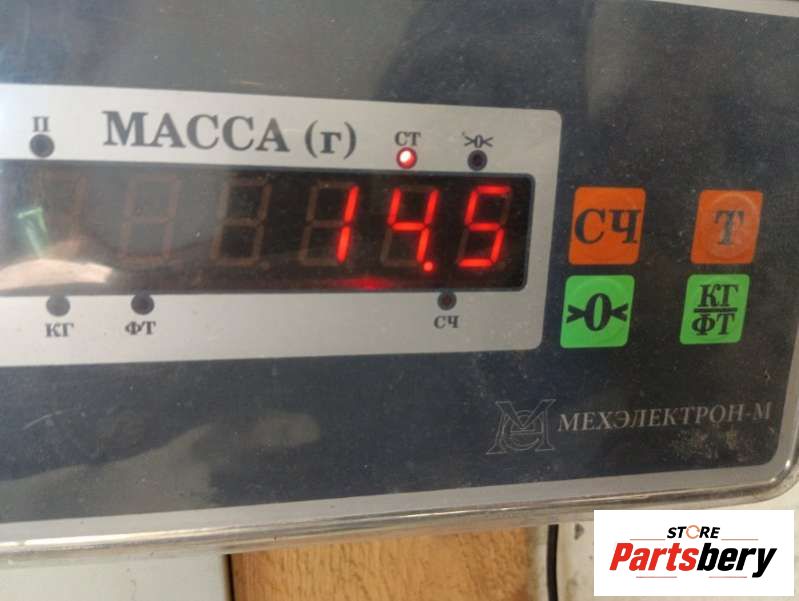 П МАССА (г) СТ >0<
14.5
КГ ФТ СЧ
СЧ Т
>0< КГ/ФТ
МЕХЭЛЕКТРОН-М
STORE
Partsbery